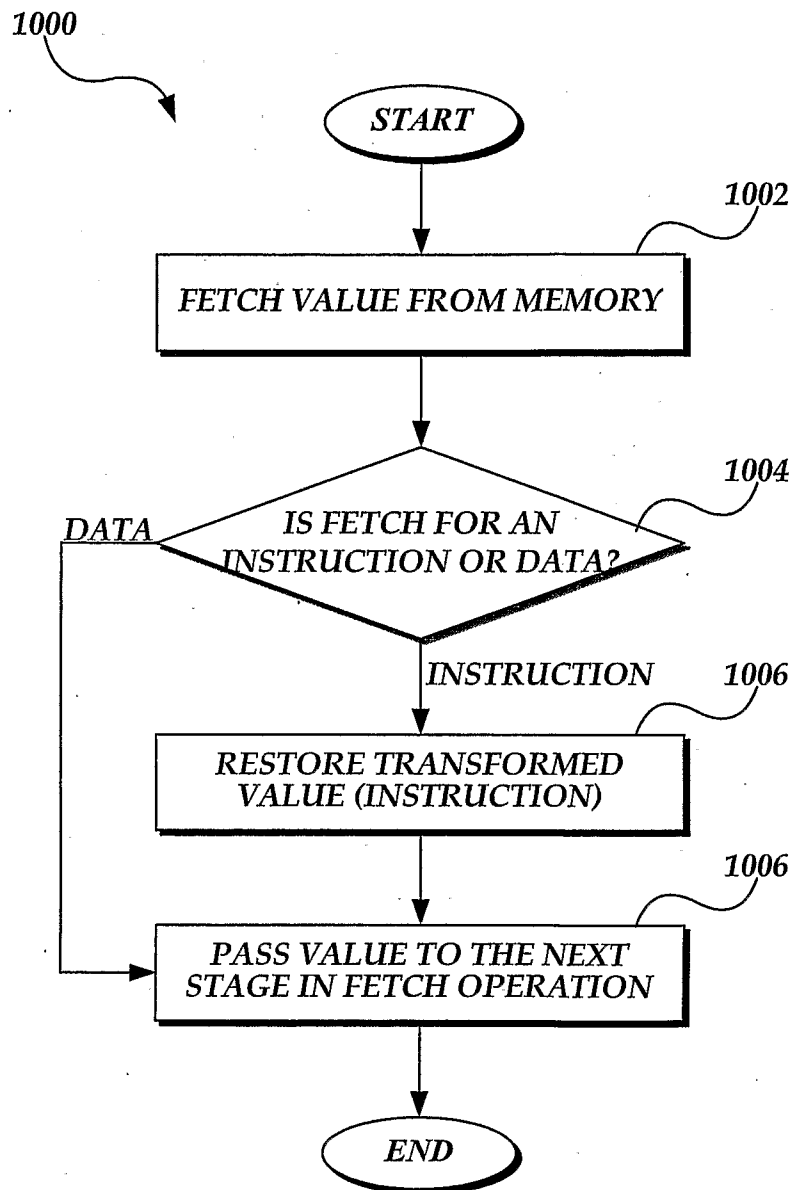 1000
START
1002
FETCH VALUE FROM MEMORY
1004
IS FETCH FOR AN
INSTRUCTION OR DATA?
DATA
INSTRUCTION
1006
RESTORE TRANSFORMED
VALUE (INSTRUCTION)
1006
PASS VALUE TO THE NEXT
STAGE IN FETCH OPERATION
END